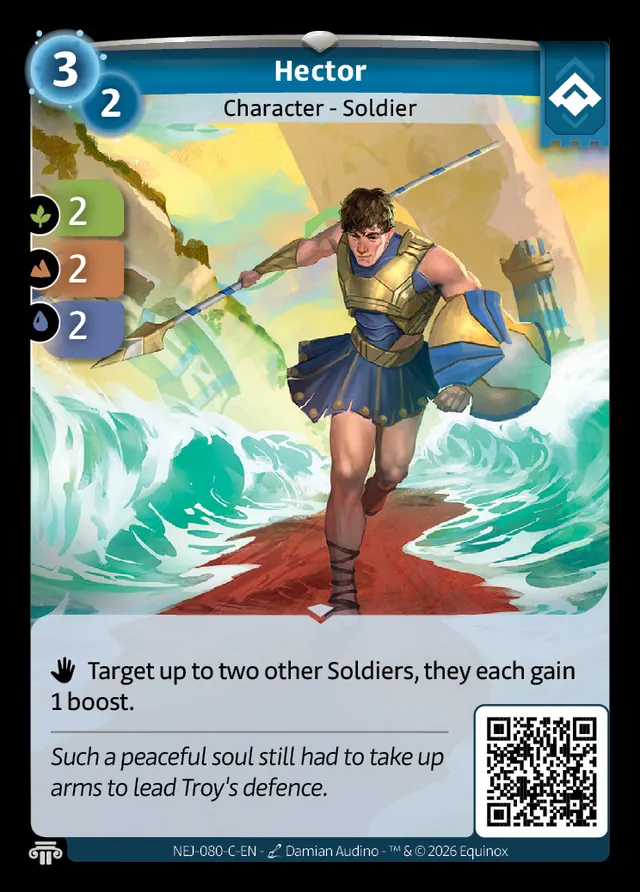 3
Hector
2
Character - Soldier
2
2
2
Target up to two other Soldiers, they each gain
1 boost.
Such a peaceful soul still had to take up
arms to lead Troy's defence.
NEJ-080-C-EN - Damian Audino - ™ & © 2026 Equinox